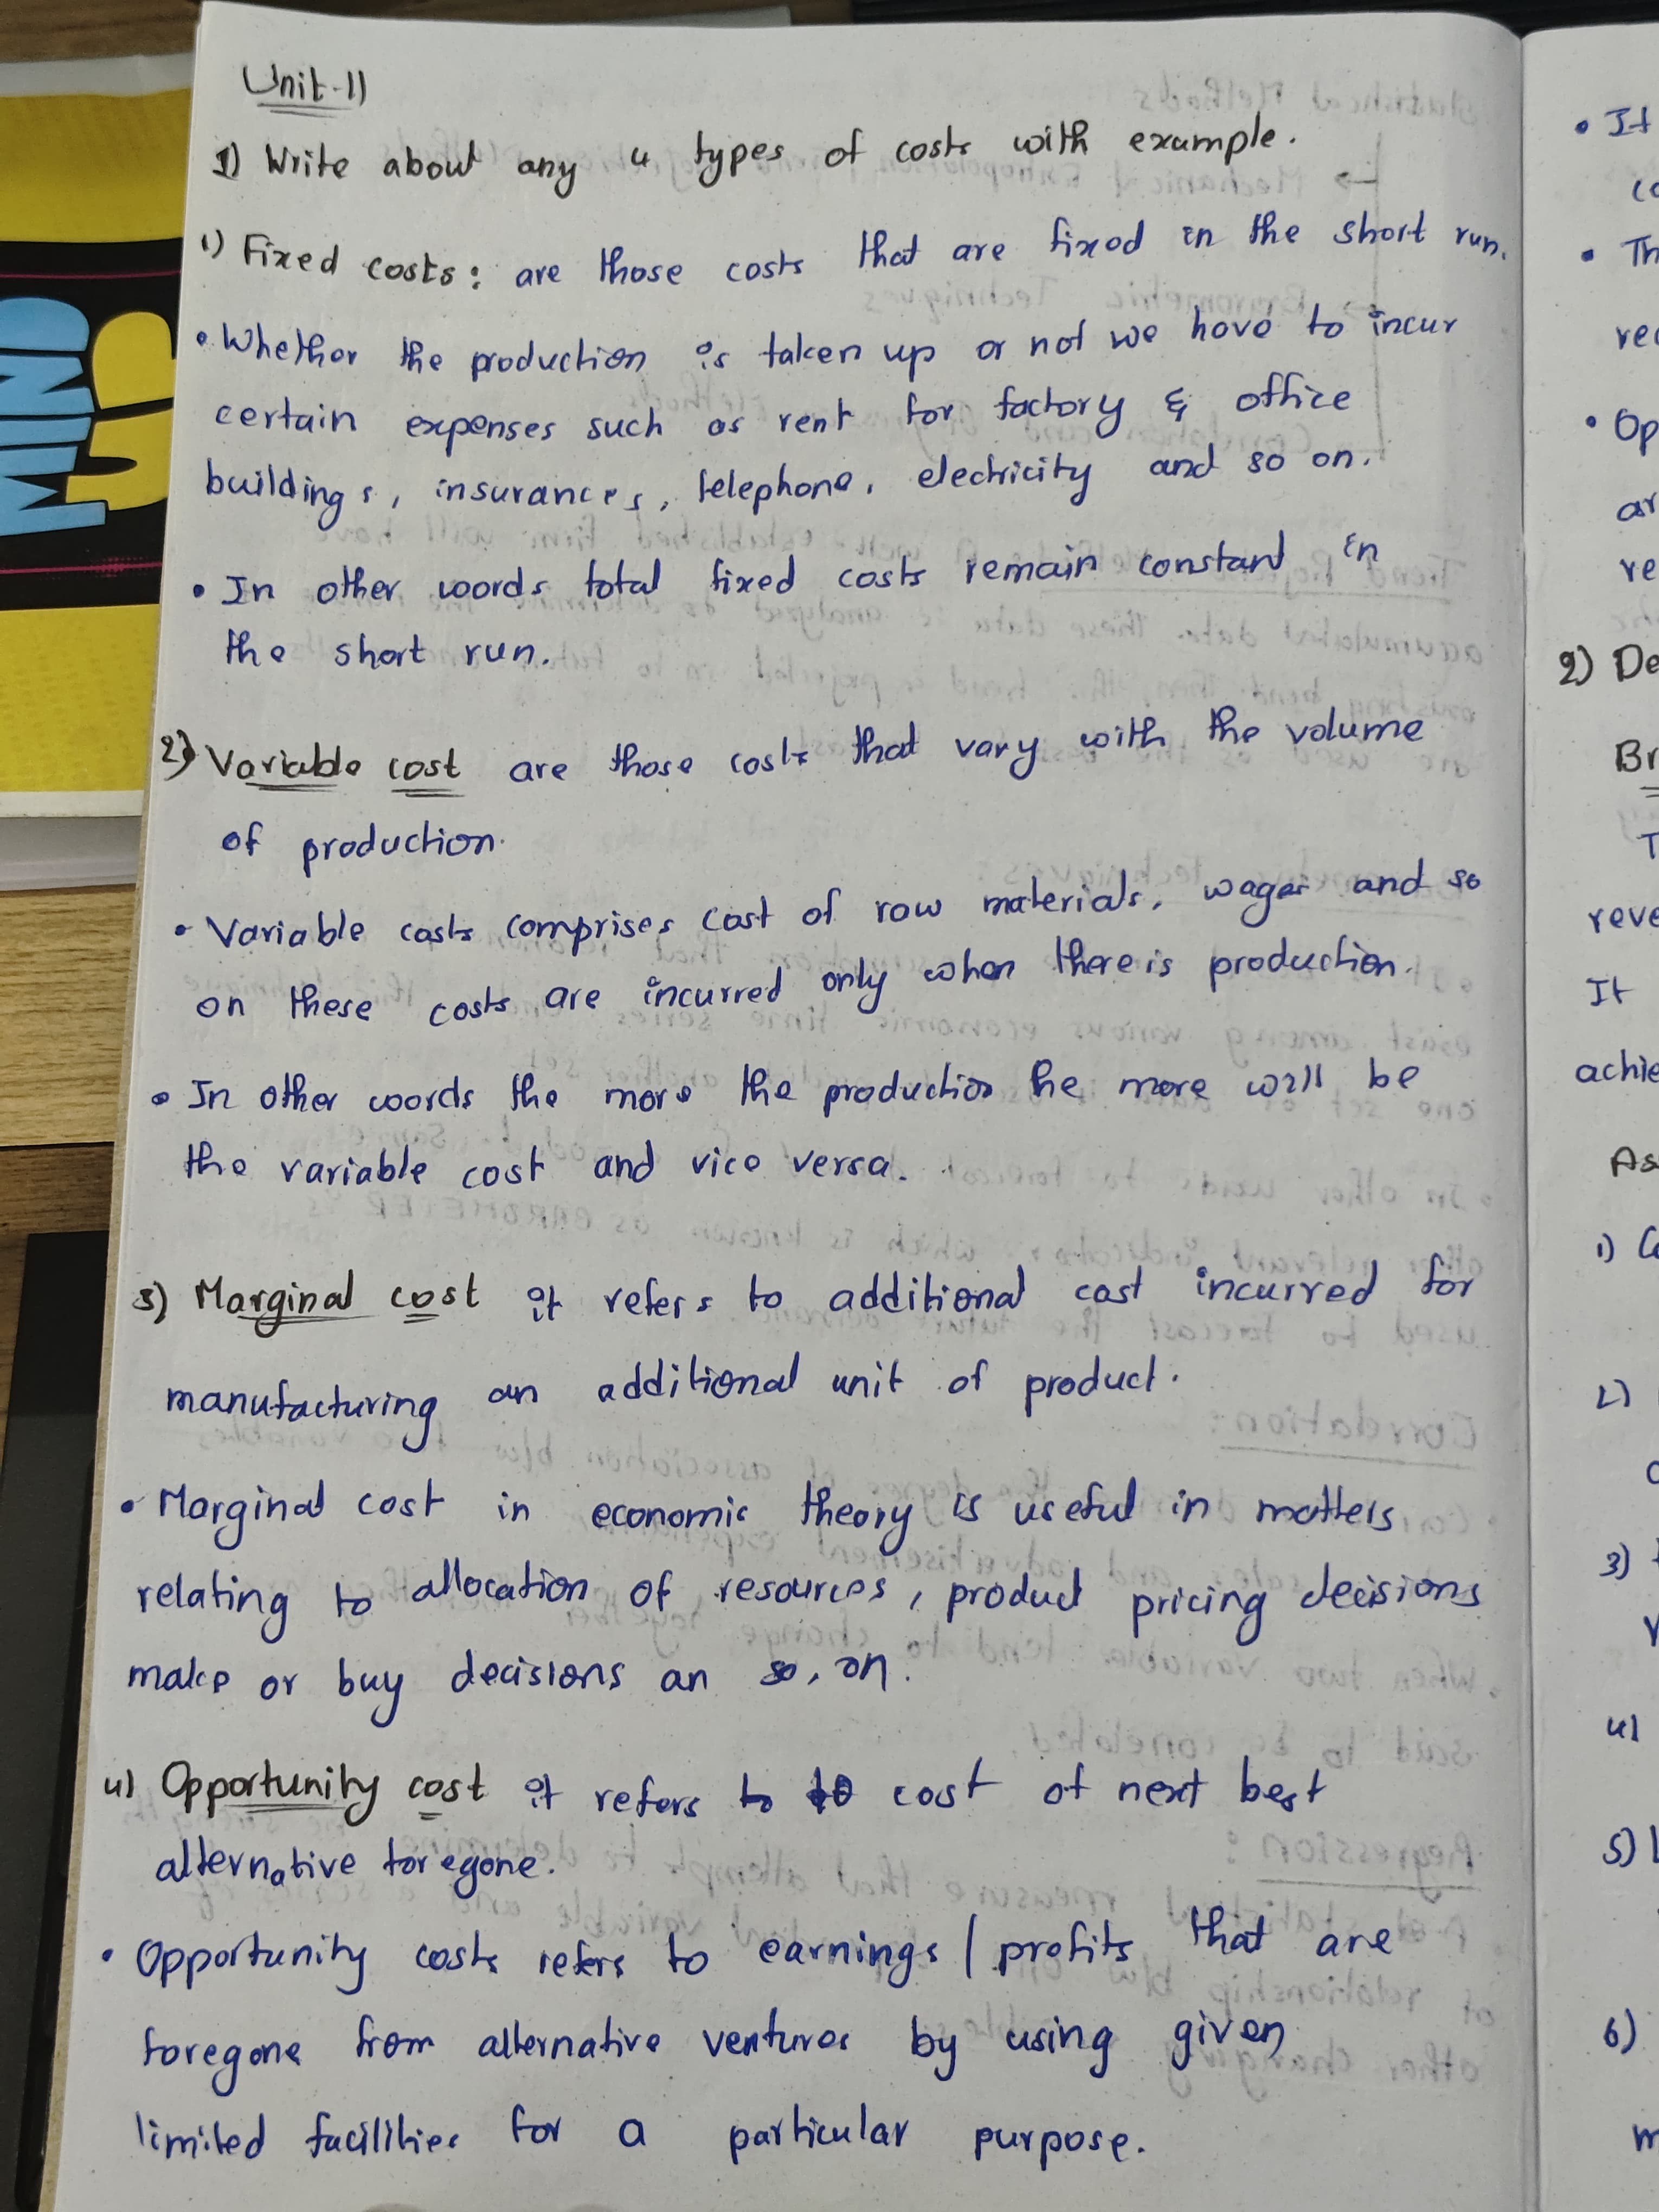 Unit-II
1) Write about any 4 types of costs with example.
1) Fixed costs: are those costs that are fixed in the short run.
• Whether the production is taken up or not we have to incur
certain expenses such as rent for factory & office
buildings, insurances, telephone, electricity and so on.
• In other words total fixed costs remain constant in
the short run.
2) Variable cost are those costs that vary with the volume
of production.
• Variable costs comprises cost of raw materials, wages and so
on these costs are incurred only when there is production.
• In other words the more the production he more will be
the variable cost and vice versa.
3) Marginal cost it refers to additional cost incurred for
manufacturing an additional unit of product.
• Marginal cost in economic theory is useful in matters
relating to allocation of resources, product pricing decisions
make or buy decisions an so, on.
4) Opportunity cost it refers to cost of next best
alternative foregone.
• Opportunity costs refers to earnings / profits that are
foregone from alternative ventures by using given
limited facilities for a particular purpose.
MIND
• It
• Th
• Op
2) De
Br
It
achie
As
1)
2)
3)
4)
5)
6)